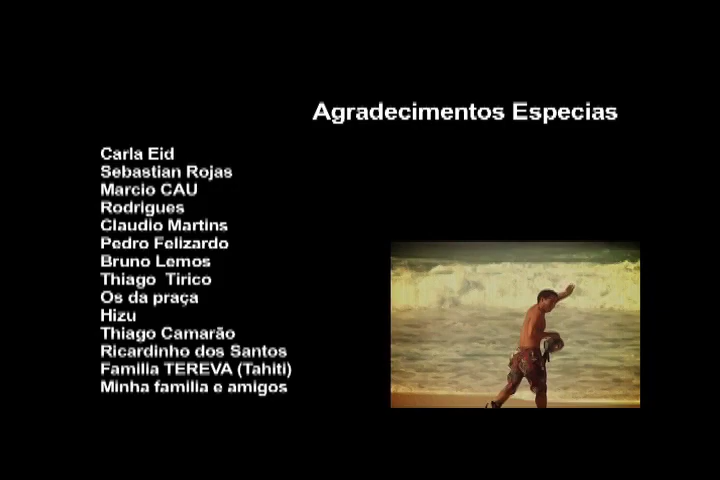 Agradecimentos Especias
Carla Eid
Sebastian Rojas
Marcio CAU
Rodrigues
Claudio Martins
Pedro Felizardo
Bruno Lemos
Thiago Tirico
Os da praça
Hizu
Thiago Camarão
Ricardinho dos Santos
Familia TEREVA (Tahiti)
Minha familia e amigos